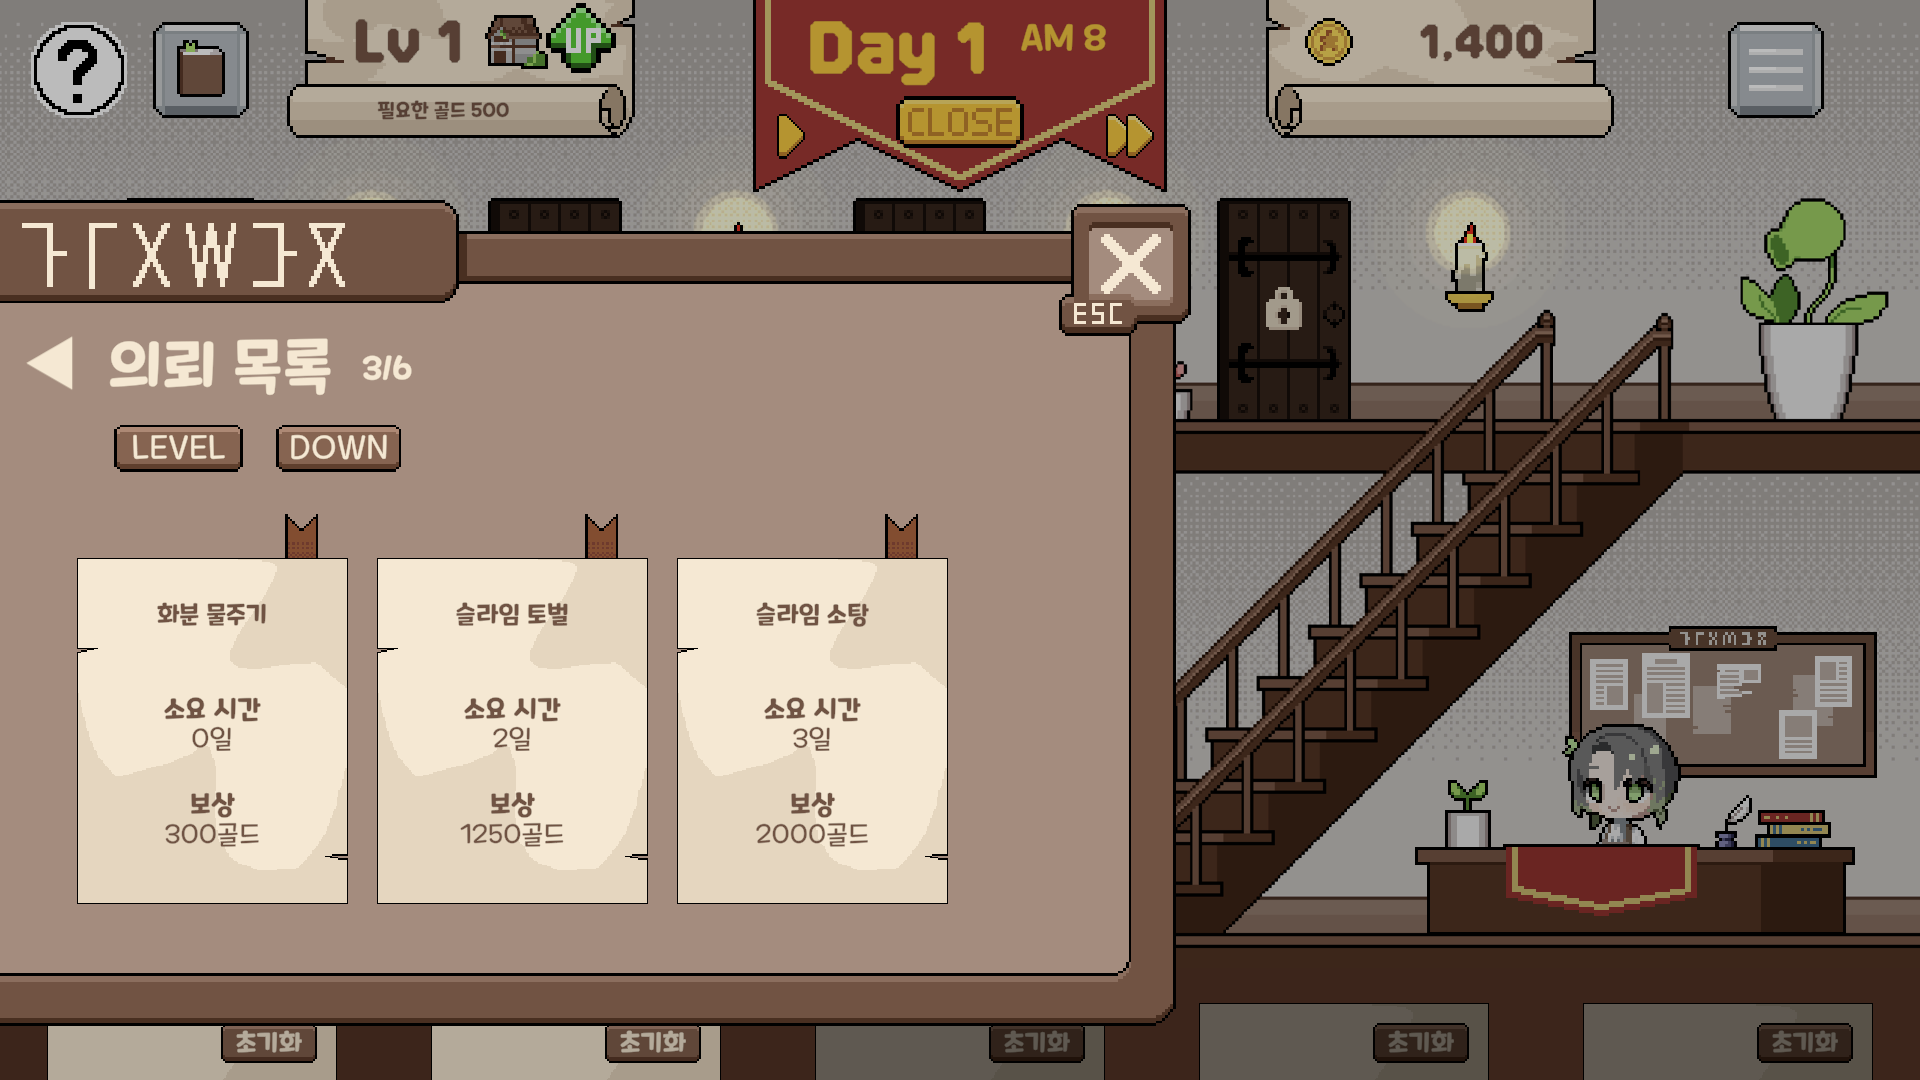 ?
Lv 1
UP
필요한 골드 500
Day 1
AM 8
CLOSE
1,400
ESC
의뢰 목록
3/6
LEVEL
DOWN
화분 물주기
소요 시간
0일
보상
300골드
슬라임 토벌
소요 시간
2일
보상
1250골드
슬라임 소탕
소요 시간
3일
보상
2000골드
초기화
초기화
초기화
초기화
초기화